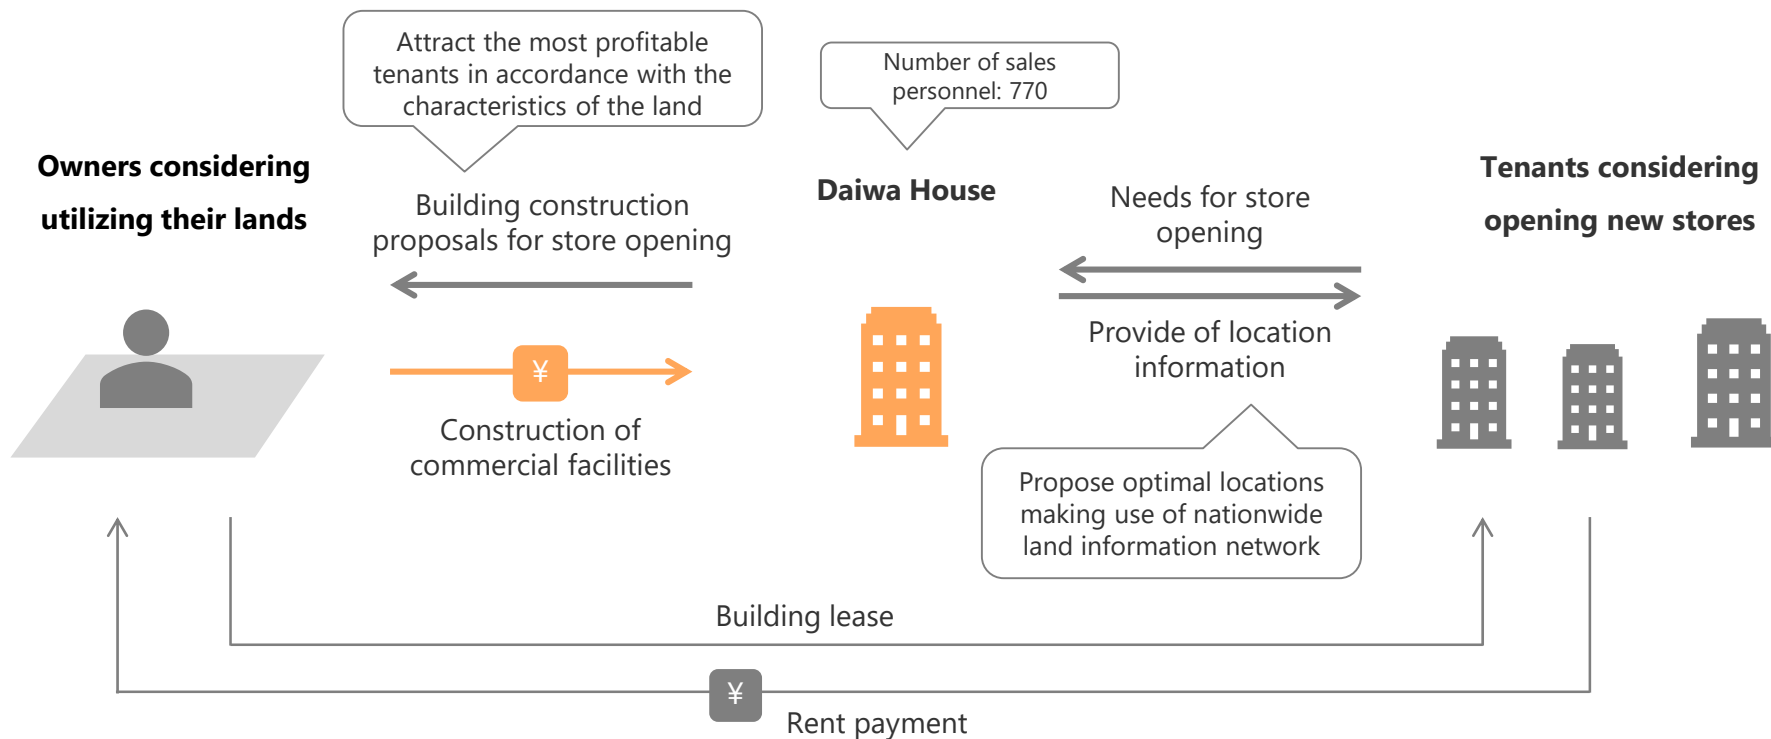 Attract the most profitable
tenants in accordance with the
characteristics of the land
Number of sales
personnel: 770
Owners considering
utilizing their lands
Building construction
proposals for store opening
Daiwa House
Needs for store
opening
Tenants considering
opening new stores
¥
Construction of
commercial facilities
Provide of location
information
Propose optimal locations
making use of nationwide
land information network
Building lease
¥
Rent payment